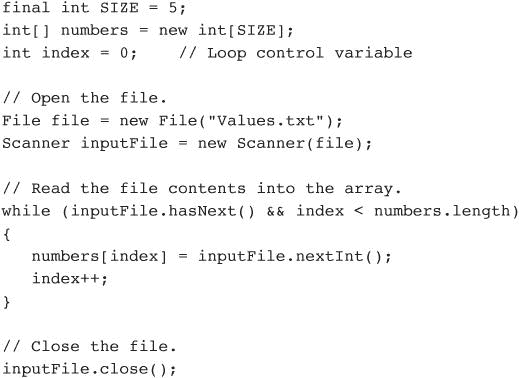 final int SIZE = 5;
int[] numbers = new int[SIZE];
int index = 0;    // Loop control variable
// Open the file.
File file = new File("Values.txt");
Scanner inputFile = new Scanner(file);
// Read the file contents into the array.
while (inputFile.hasNext() && index < numbers.length)
{
   numbers[index] = inputFile.nextInt();
   index++;
}
// Close the file.
inputFile.close();